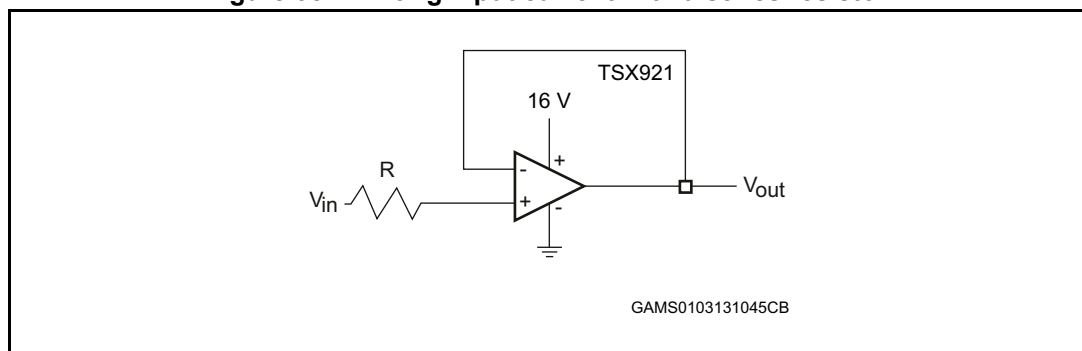 TSX921
16 V
+
-
R
Vin
+
-
Vout
GAMS0103131045CB